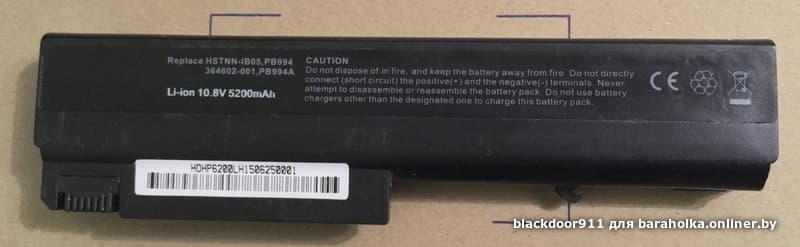 Replace HSTNN-IB05,PB994
364602-001,PB994A
Li-ion 10.8V 5200mAh
CAUTION
Do not dispose of in fire, and keep the battery away from fire. Do not directly
connect (short circuit) the positive(+) and the negative(-) terminals. Never
attempt to disassemble or reassemble the battery pack. Do not use battery
chargers other than the designated one to charge this battery pack.
CE
HDHP6200LH1506250001
blackdoor911 для baraholka.onliner.by